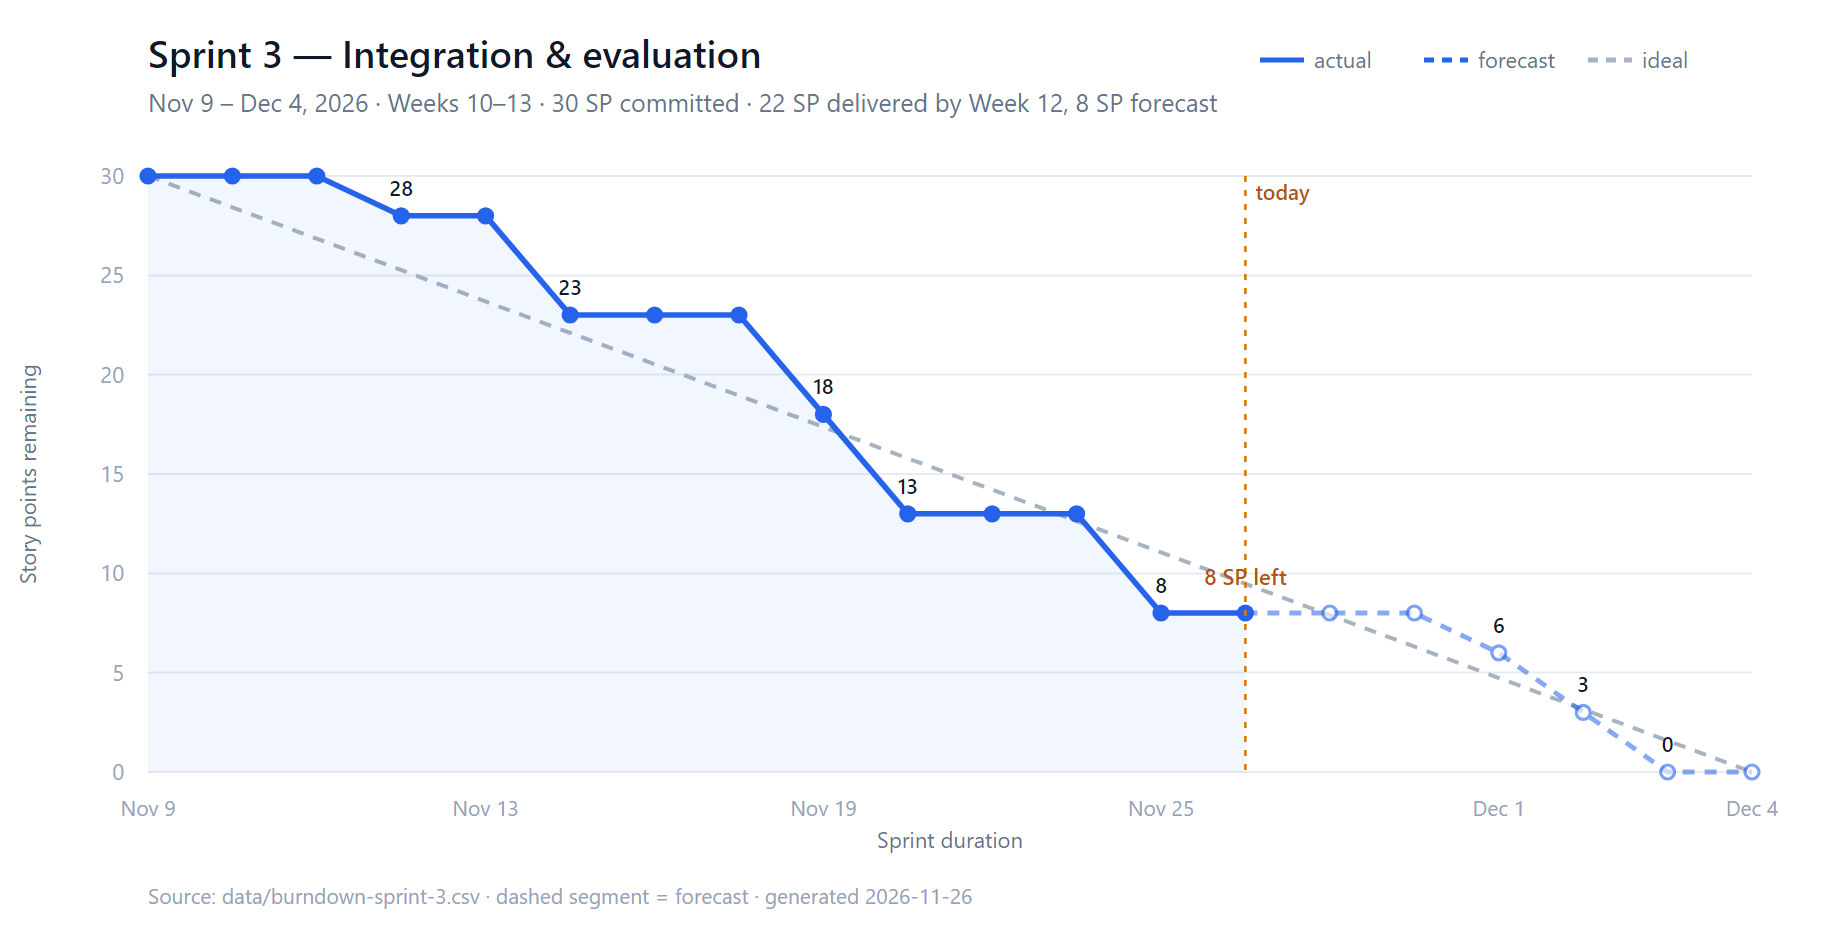 Sprint 3 — Integration & evaluation
actual
forecast
ideal
Nov 9 – Dec 4, 2026 · Weeks 10–13 · 30 SP committed · 22 SP delivered by Week 12, 8 SP forecast
30
28
today
25
23
20
18
15
13
10
8
8 SP left
6
5
3
0
0
Story points remaining
Nov 9
Nov 13
Nov 19
Nov 25
Dec 1
Dec 4
Sprint duration
Source: data/burndown-sprint-3.csv · dashed segment = forecast · generated 2026-11-26